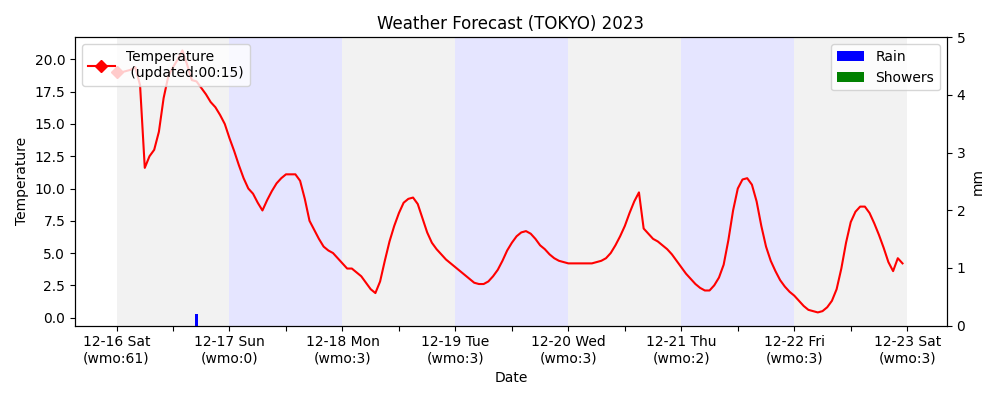 Weather Forecast (TOKYO) 2023
Temperature
(updated:00:15)
Rain
Showers
20.0
17.5
15.0
12.5
10.0
7.5
5.0
2.5
0.0
Temperature
5
4
3
2
1
0
mm
12-16 Sat
(wmo:61)
12-17 Sun
(wmo:0)
12-18 Mon
(wmo:3)
12-19 Tue
(wmo:3)
12-20 Wed
(wmo:3)
12-21 Thu
(wmo:2)
12-22 Fri
(wmo:3)
12-23 Sat
(wmo:3)
Date